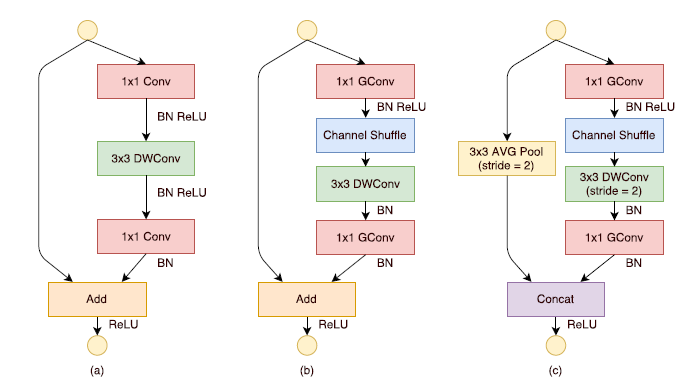 1x1 Conv
BN ReLU
3x3 DWConv
BN ReLU
1x1 Conv
BN
Add
ReLU
(a)
1x1 GConv
BN ReLU
Channel Shuffle
3x3 DWConv
BN
1x1 GConv
BN
Add
ReLU
(b)
1x1 GConv
BN ReLU
Channel Shuffle
3x3 AVG Pool
(stride = 2)
3x3 DWConv
(stride = 2)
BN
1x1 GConv
BN
Concat
ReLU
(c)